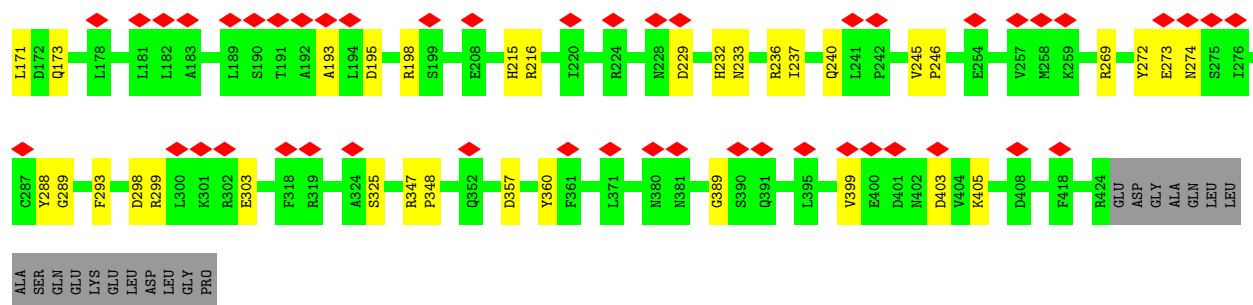 L171 D172 Q173 L178 L181 L182 A183 L189 S190 T191 A192 A193 L194 D195 R198 S199 E208 H215 R216 I220 R224 N228 D229 H232 N233 R236 I237 Q240 L241 P242 V245 P246 E254 V257 M258 K259 R269 Y272 E273 N274 S275 I276
C287 Y288 G289 F293 D298 R299 L300 K301 R302 E303 F318 R319 A324 S325 R347 P348 Q352 D357 Y360 F361 L371 N380 N381 G389 S390 Q391 L395 V399 E400 D401 N402 D403 V404 K405 D408 F418 R424 GLU ASP GLY ALA GLN LEU LEU
ALA SER GLN GLU LYS GLU LEU ASP LEU GLY PRO